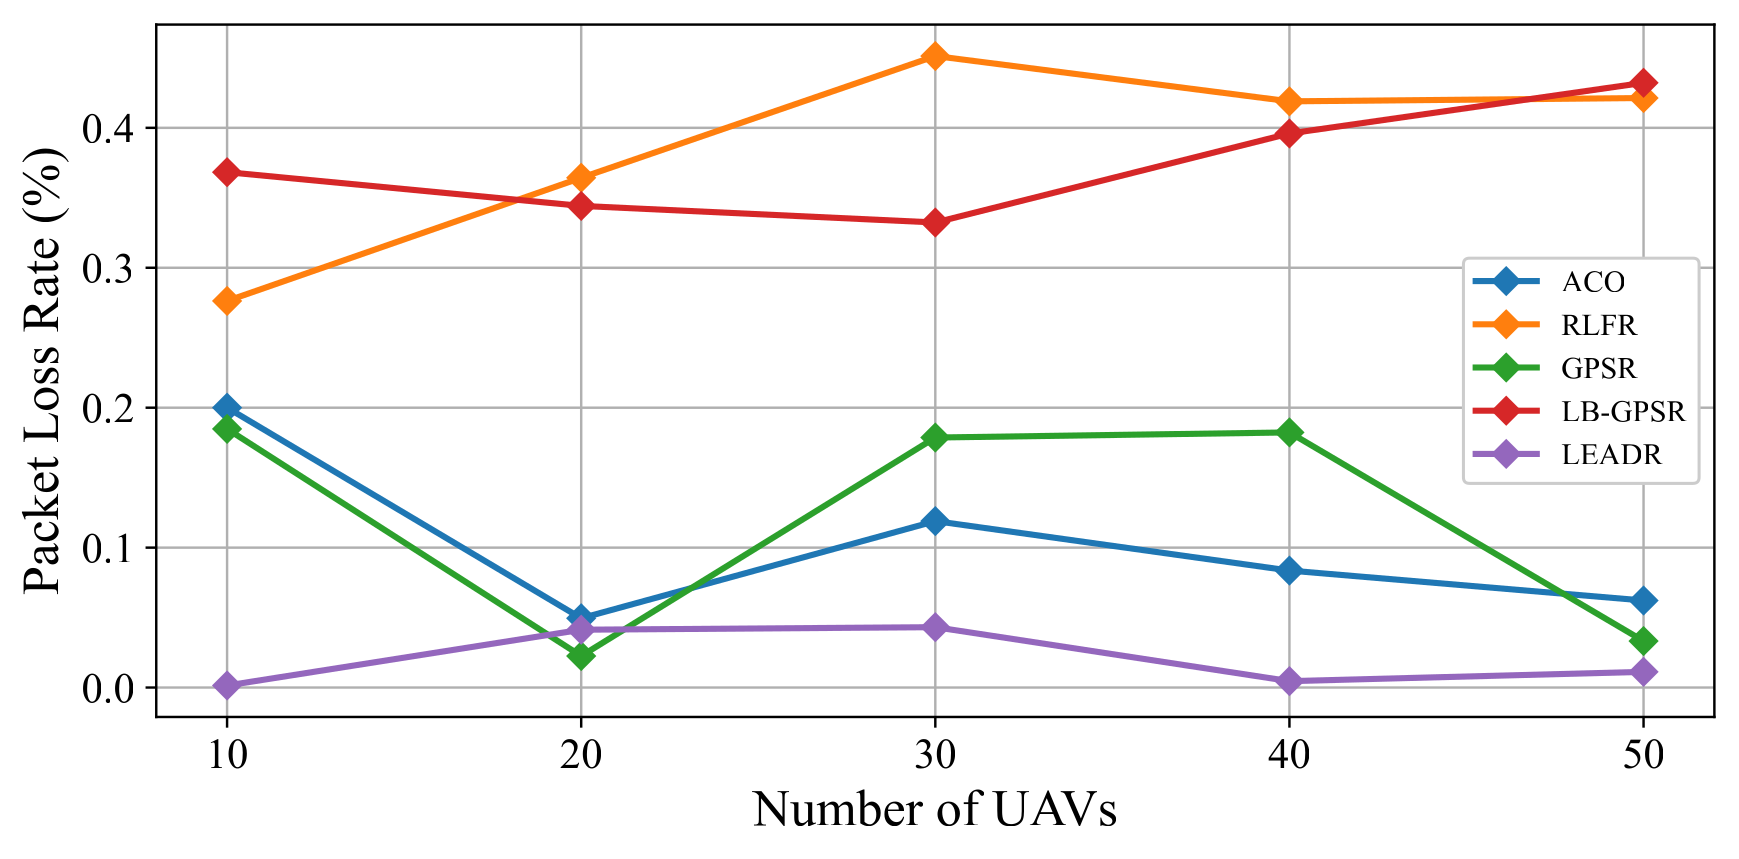 Packet Loss Rate (%)
0.4
0.3
0.2
0.1
0.0
10 20 30 40 50
Number of UAVs
ACO
RLFR
GPSR
LB-GPSR
LEADR